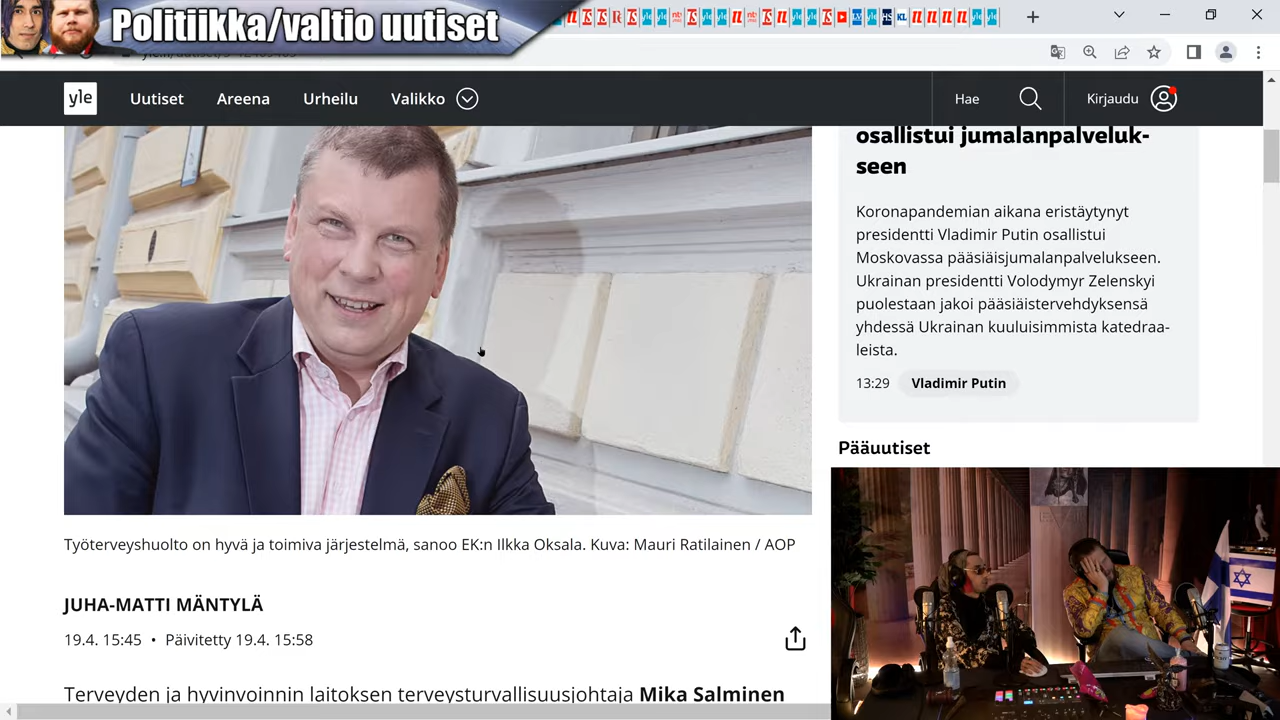 Politiikka/valtio uutiset
yle
Uutiset
Areena
Urheilu
Valikko
Hae
Kirjaudu
osallistui jumalanpalveluk-
seen
Koronapandemian aikana eristäytynyt
presidentti Vladimir Putin osallistui
Moskovassa pääsiäisjumalanpalvelukseen.
Ukrainan presidentti Volodymyr Zelenskyi
puolestaan jakoi pääsiäistervehdyksensä
yhdessä Ukrainan kuuluisimmista katedraa-
leista.
13:29 Vladimir Putin
Pääuutiset
Työterveyshuolto on hyvä ja toimiva järjestelmä, sanoo EK:n Ilkka Oksala. Kuva: Mauri Ratilainen / AOP
JUHA-MATTI MÄNTYLÄ
19.4. 15:45 • Päivitetty 19.4. 15:58
Terveyden ja hyvinvoinnin laitoksen terveysturvallisuusjohtaja Mika Salminen